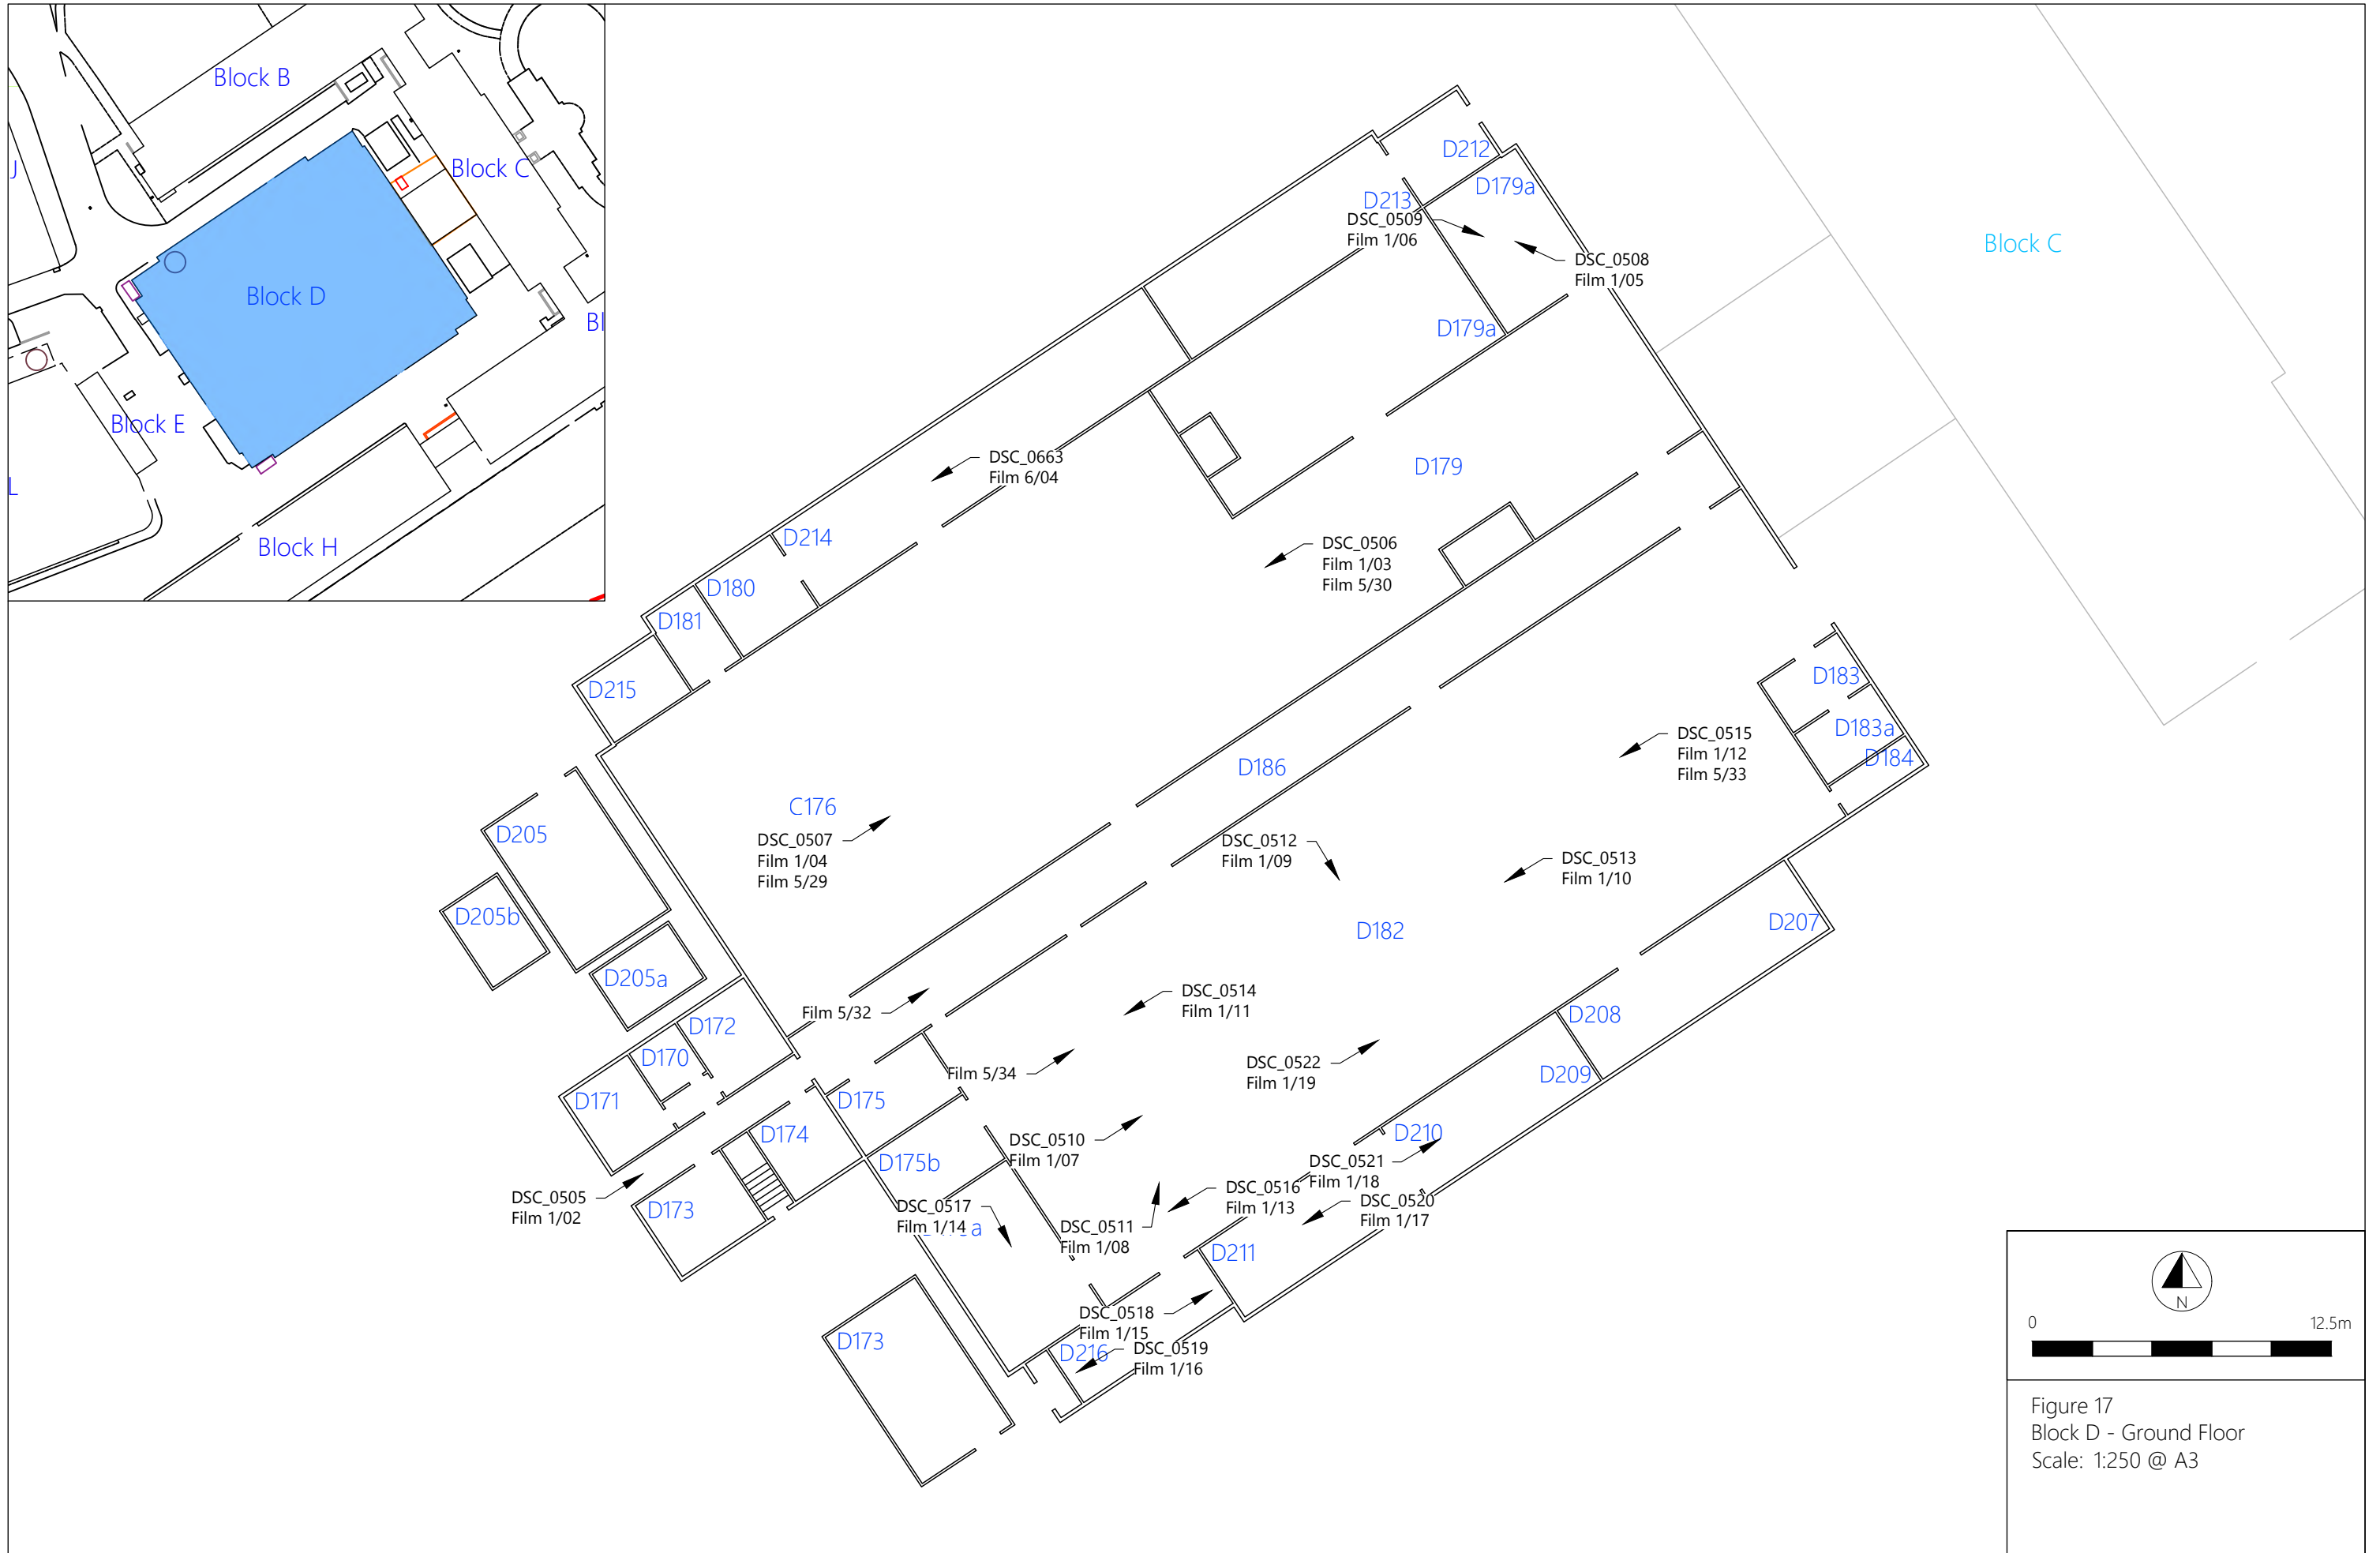 Block B
Block C
J
Block D
Bl
Block E
L
Block H
Block C
D212
D179a
D213
DSC_0509
Film 1/06
DSC_0508
Film 1/05
D179a
DSC_0663
Film 6/04
D179
D214
DSC_0506
Film 1/03
Film 5/30
D180
D181
D215
D183
D183a
D184
DSC_0515
Film 1/12
Film 5/33
D186
C176
D205
DSC_0507
Film 1/04
Film 5/29
DSC_0512
Film 1/09
DSC_0513
Film 1/10
D205b
D182
D207
D205a
DSC_0514
Film 1/11
Film 5/32
D208
D172
D170
DSC_0522
Film 1/19
Film 5/34
D209
D171
D175
D174
D210
DSC_0510
Film 1/07
D175b
DSC_0521
Film 1/18
DSC_0505
Film 1/02
D173
DSC_0517
Film 1/14
a
DSC_0516
Film 1/13
DSC_0520
Film 1/17
DSC_0511
Film 1/08
D211
DSC_0518
Film 1/15
D173
D216
DSC_0519
Film 1/16
N
0 12.5m
Figure 17
Block D - Ground Floor
Scale: 1:250 @ A3